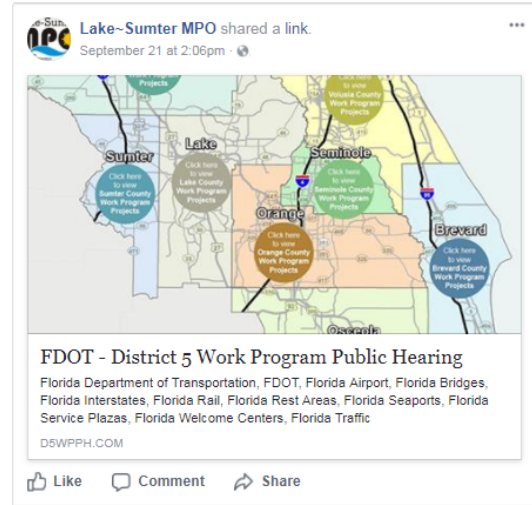 Lake~Sumter MPO shared a link.
September 21 at 2:06pm
Click here
to view
Volusia County
Work Program
Projects
Work Program
Projects
Sumter
Click here
to view
Sumter County
Work Program
Projects
Lake
Click here
to view
Lake County
Work Program
Projects
Seminole
Click here
to view
Seminole County
Work Program
Projects
Orange
Click here
to view
Orange County
Work Program
Projects
Brevard
Click here
to view
Brevard County
Work Program
Projects
Osceola
FDOT - District 5 Work Program Public Hearing
Florida Department of Transportation, FDOT, Florida Airport, Florida Bridges,
Florida Interstates, Florida Rail, Florida Rest Areas, Florida Seaports, Florida
Service Plazas, Florida Welcome Centers, Florida Traffic
D5WPPH.COM
Like Comment Share